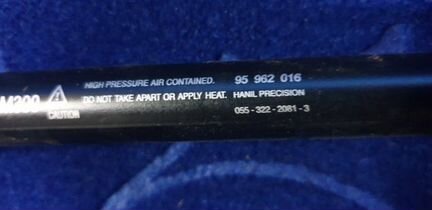 HIGH PRESSURE AIR CONTAINED. 95 962 016
M300 DO NOT TAKE APART OR APPLY HEAT. HANIL PRECISION
CAUTION 055-322-2081-3